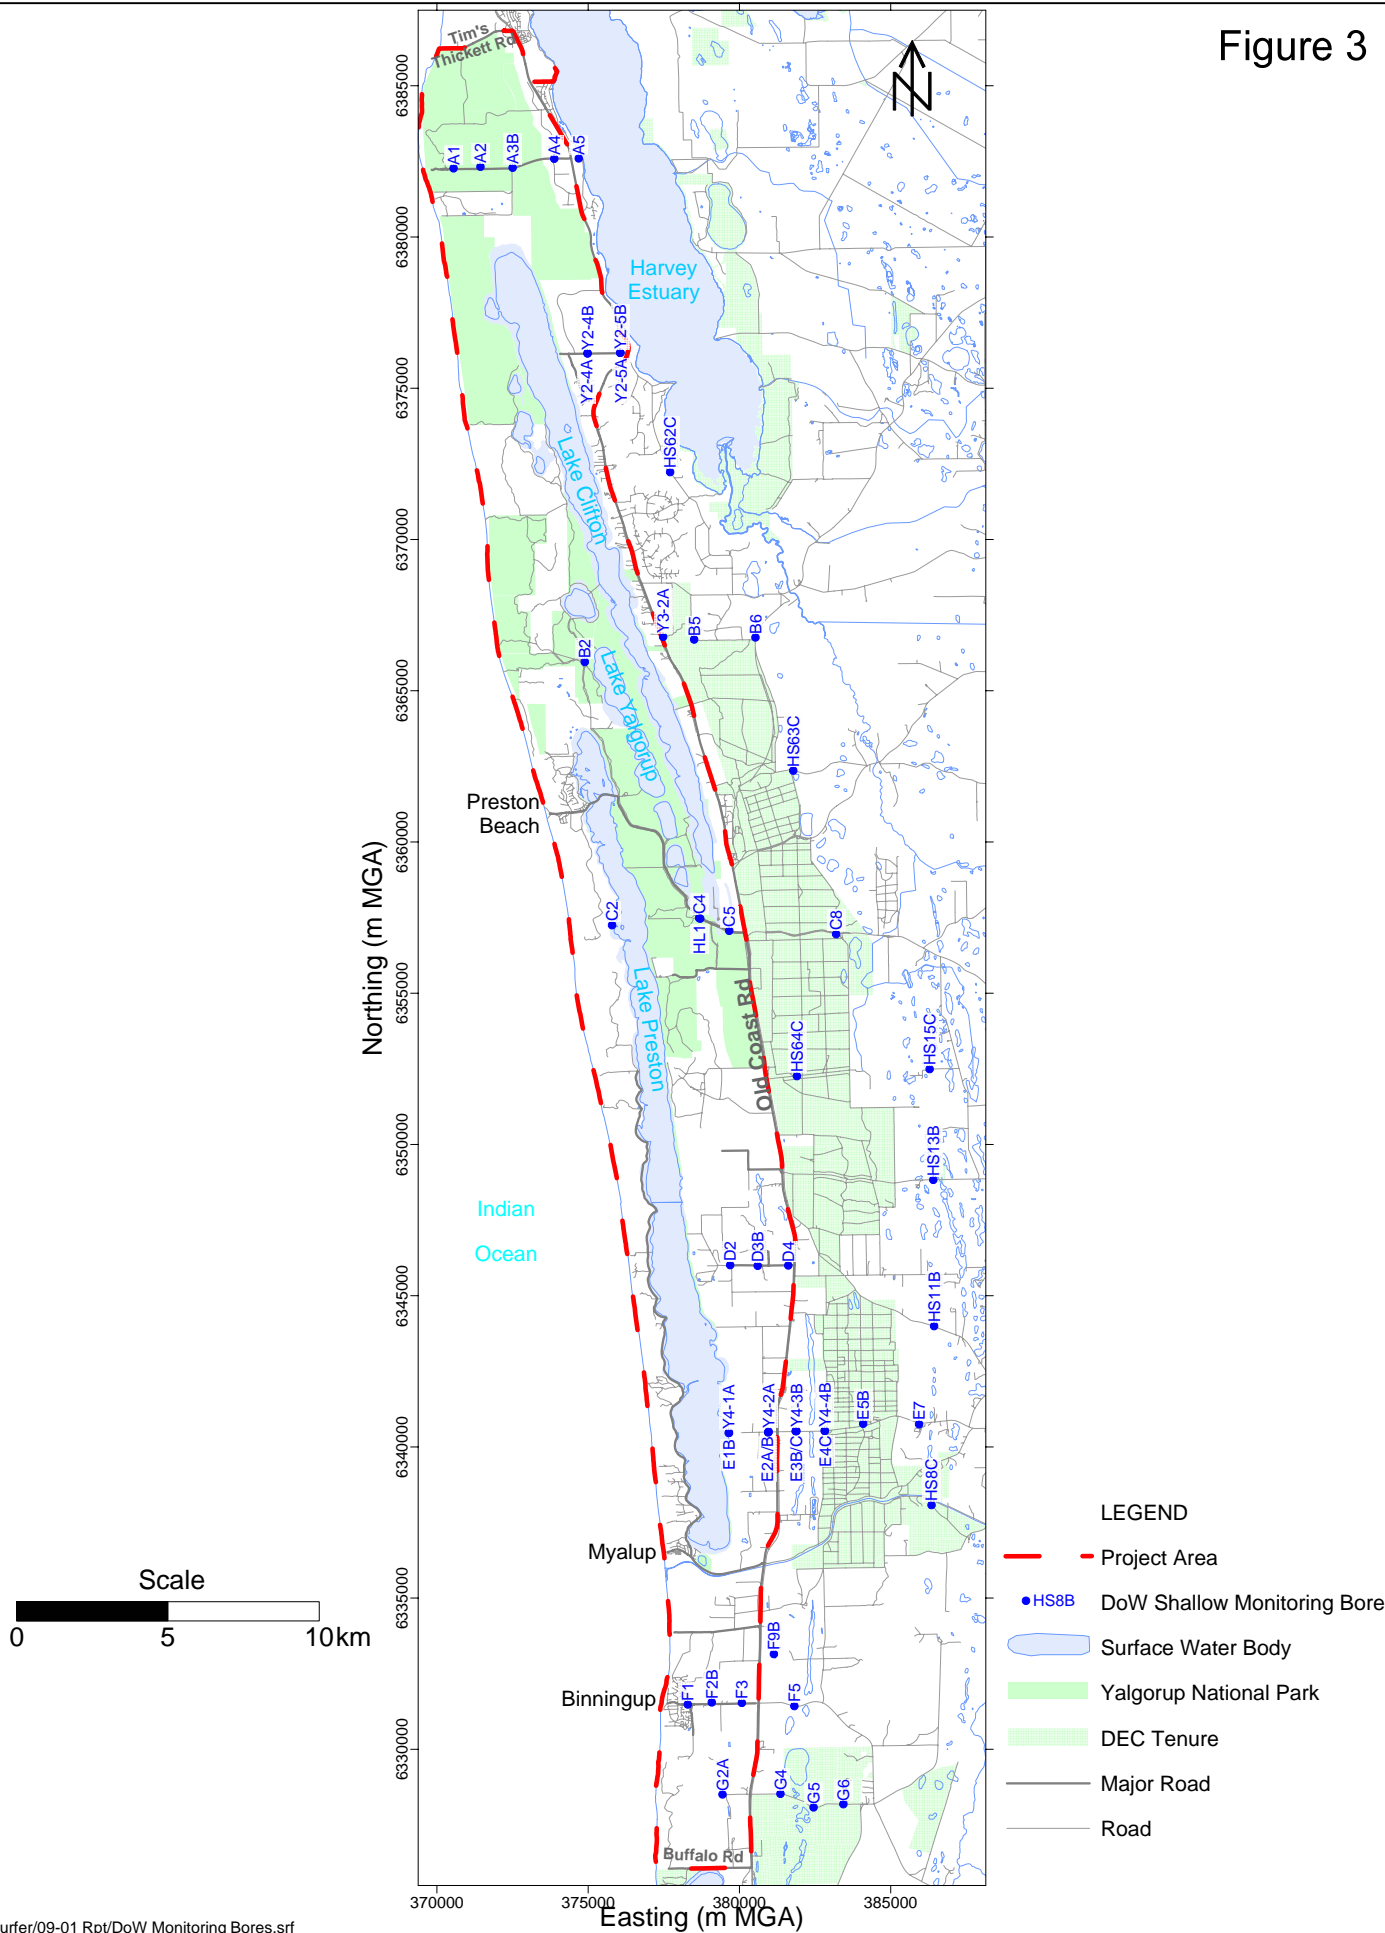 Figure 3
Tim's
Thickett Rd
A1
A2
A3B
A4
A5
Harvey
Estuary
Y2-4B
Y2-5B
Y2-4A
Y2-5A
HS62C
Lake Clifton
Y3-2A
B5
B6
B2
Lake Yalgorup
HS63C
Preston
Beach
C2
HL1
C4
C5
C8
Lake Preston
Old Coast Rd
HS64C
HS15C
HS13B
Indian
Ocean
D2
D3B
D4
HS11B
E1B
Y4-1A
E2A/B
Y4-2A
E3B/C
Y4-3B
E4C
Y4-4B
E5B
E7
HS8C
Myalup
F9B
Binningup
F1
F2B
F3
F5
G2A
G4
G5
G6
Buffalo Rd
6385000
6380000
6375000
6370000
6365000
6360000
6355000
6350000
6345000
6340000
6335000
6330000
Northing (m MGA)
370000
375000
380000
385000
Easting (m MGA)
Scale
0
5
10km
LEGEND
Project Area
HS8B
DoW Shallow Monitoring Bore
Surface Water Body
Yalgorup National Park
DEC Tenure
Major Road
Road
urfer/09-01 Rpt/DoW Monitoring Bores.srf